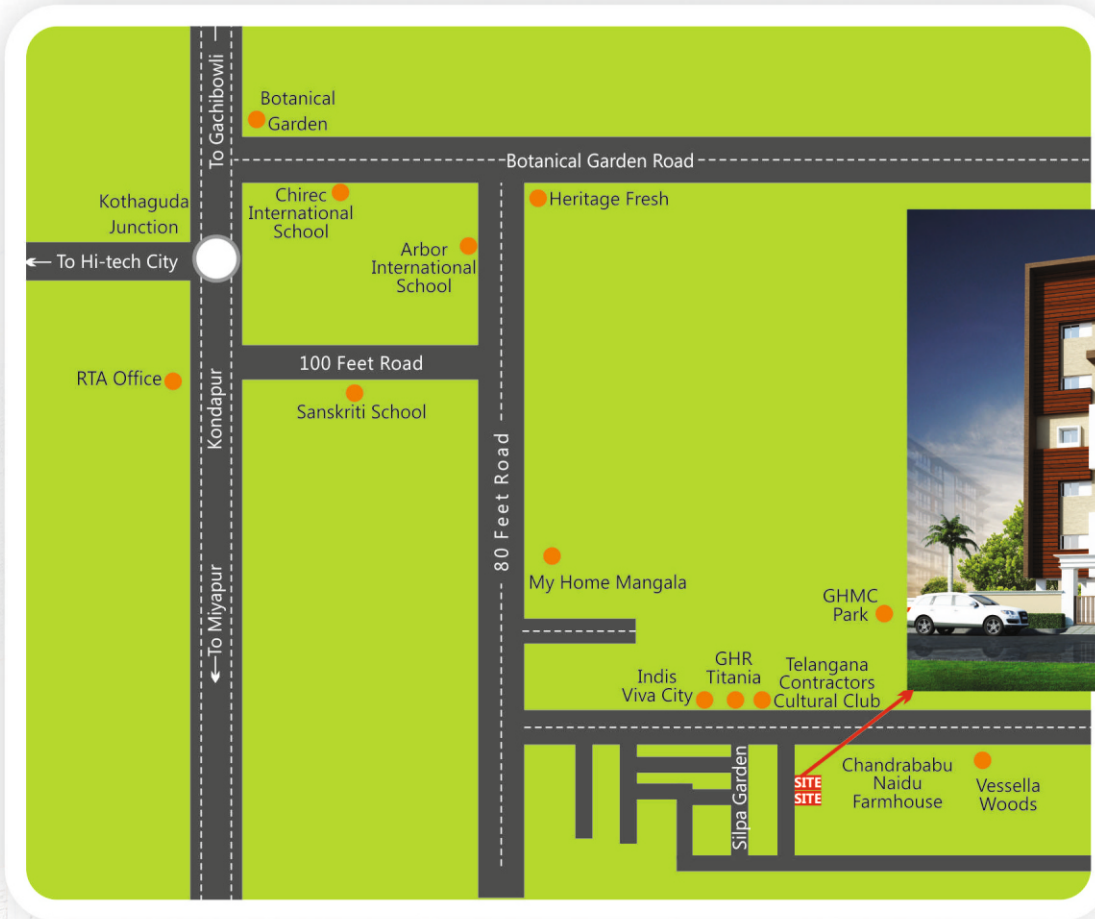 To Gachibowli
Botanical
Garden
Botanical Garden Road
Kothaguda
Junction
Chirec
International
School
Heritage Fresh
Arbor
International
School
← To Hi-tech City
100 Feet Road
RTA Office
Kondapur
Sanskriti School
80 Feet Road
My Home Mangala
←To Miyapur
GHMC
Park
Indis
Viva City
GHR
Titania
Telangana
Contractors
Cultural Club
Silpa Garden
SITE
SITE
Chandrababu
Naidu
Farmhouse
Vessella
Woods